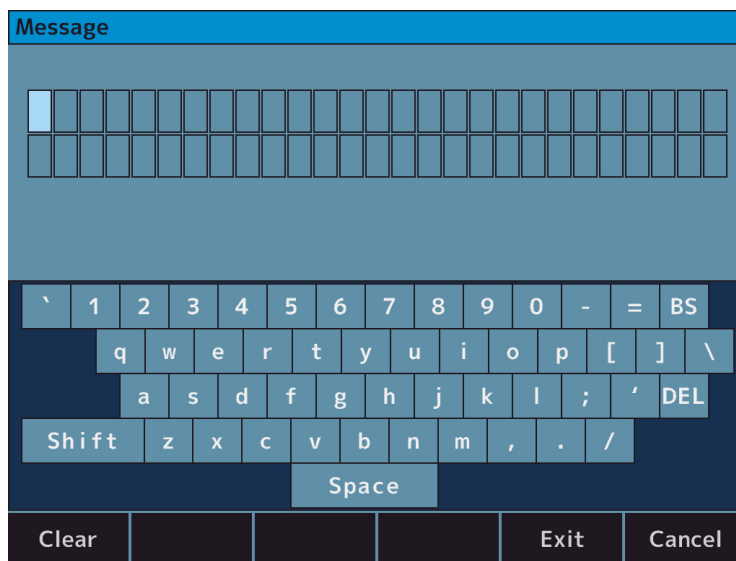 Message
` 1 2 3 4 5 6 7 8 9 0 - = BS
q w e r t y u i o p [ ] \
a s d f g h j k l ; ‘ DEL
Shift z x c v b n m , . /
Space
Clear Exit Cancel